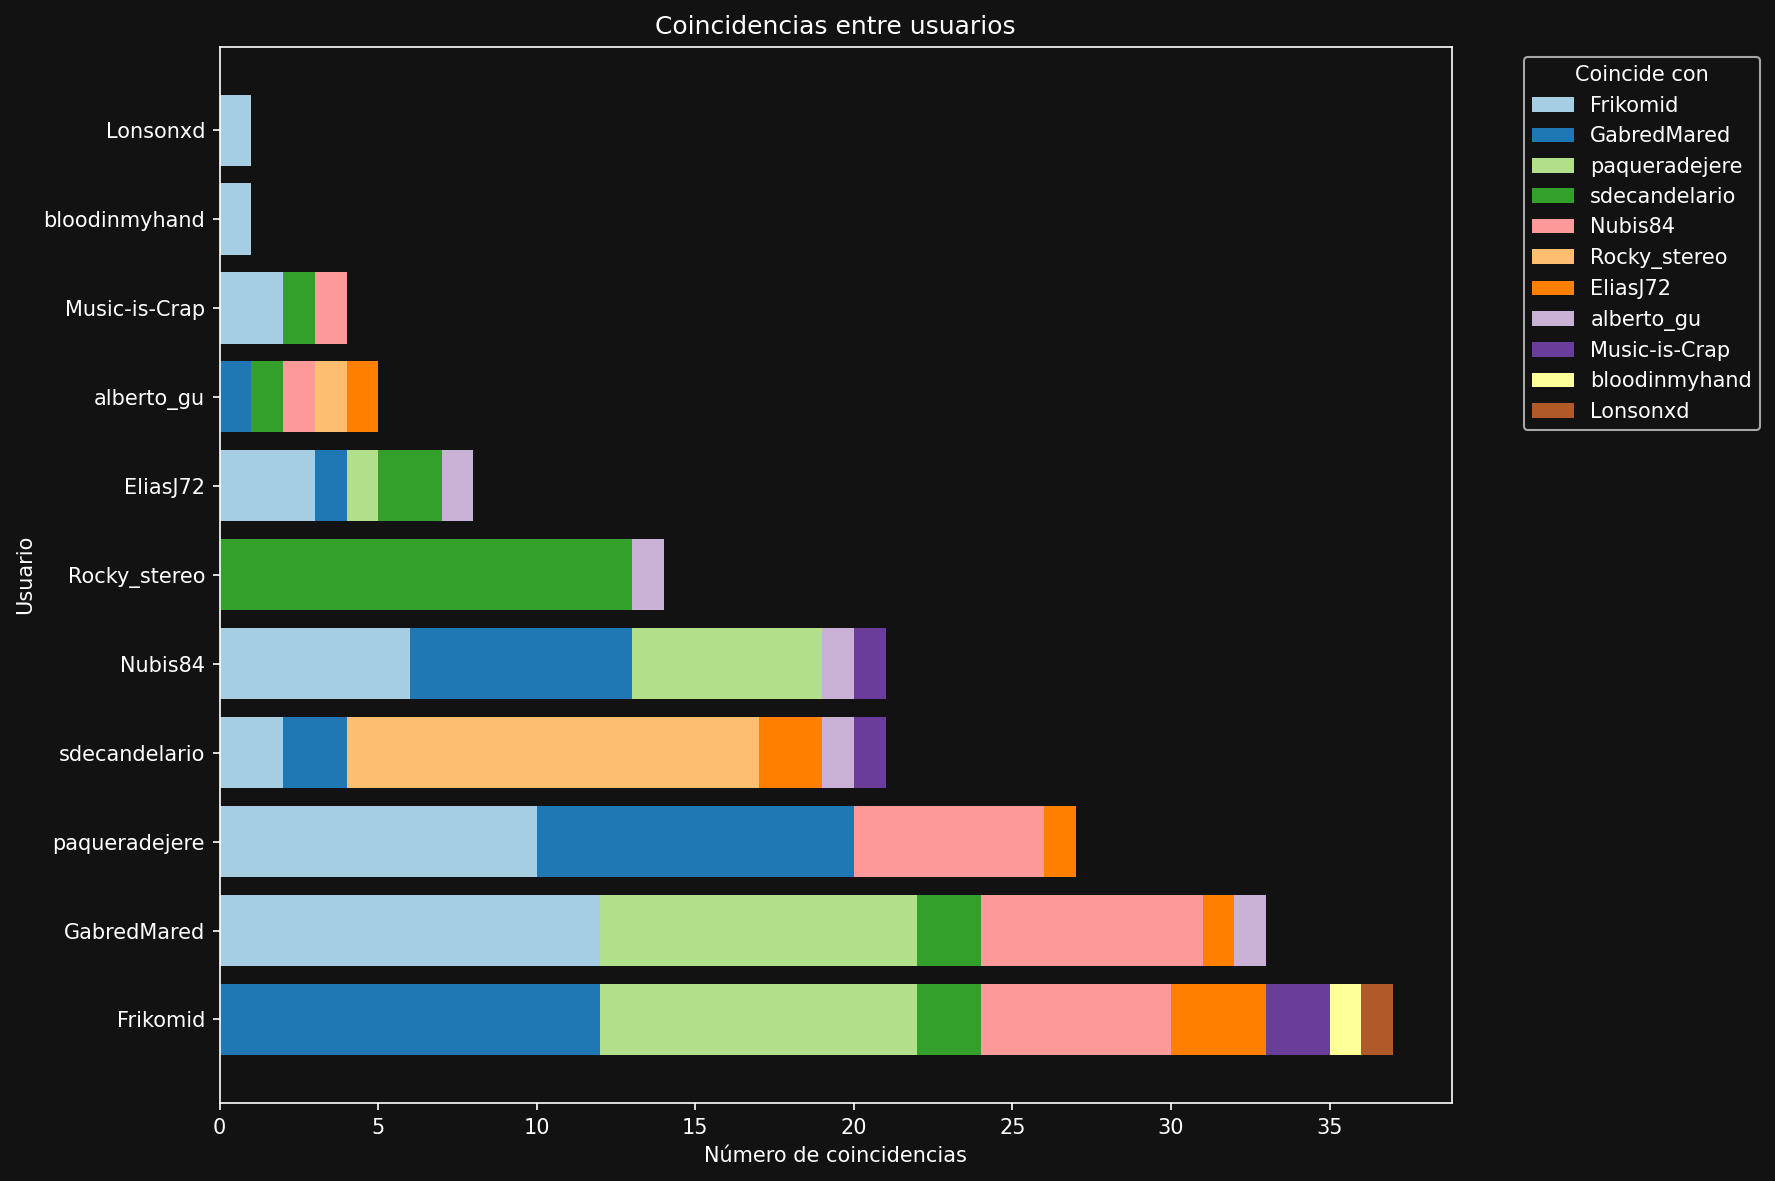 Coincidencias entre usuarios
Lonsonxd
bloodinmyhand
Music-is-Crap
alberto_gu
EliasJ72
Rocky_stereo
Nubis84
sdecandelario
paqueradejere
GabredMared
Frikomid
Usuario
0 5 10 15 20 25 30 35
Número de coincidencias
Coincide con
Frikomid
GabredMared
paqueradejere
sdecandelario
Nubis84
Rocky_stereo
EliasJ72
alberto_gu
Music-is-Crap
bloodinmyhand
Lonsonxd